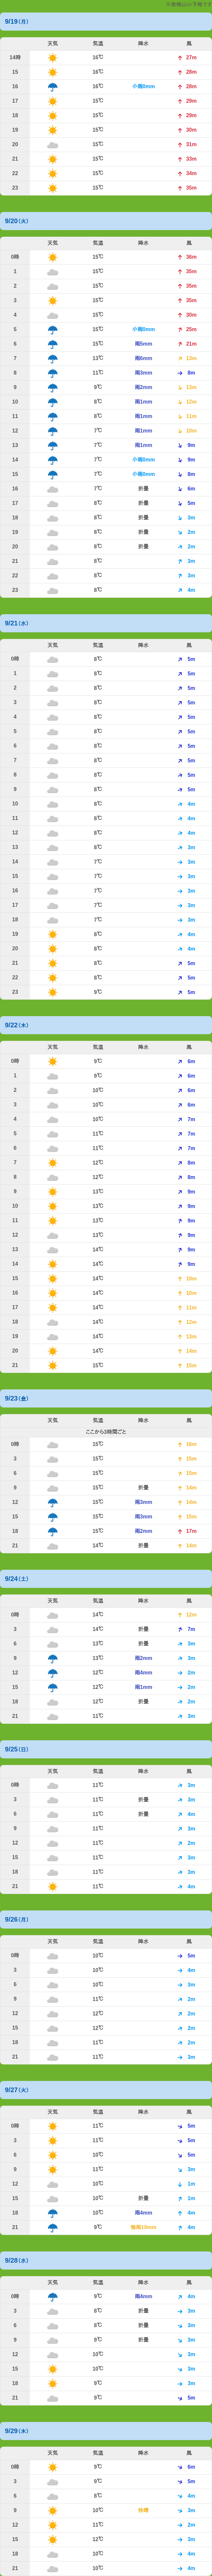 ※倉橋山の予報です
9/19(月)
天気 気温 降水 風
14時 16℃ 27m
15 16℃ 28m
16 16℃ 小雨0mm 28m
17 15℃ 29m
18 15℃ 29m
19 15℃ 30m
20 15℃ 31m
21 15℃ 33m
22 15℃ 34m
23 15℃ 35m
9/20(火)
天気 気温 降水 風
0時 15℃ 36m
1 15℃ 35m
2 15℃ 35m
3 15℃ 35m
4 15℃ 30m
5 15℃ 小雨0mm 25m
6 15℃ 雨5mm 21m
7 13℃ 雨6mm 13m
8 11℃ 雨3mm 8m
9 9℃ 雨2mm 13m
10 8℃ 雨1mm 12m
11 8℃ 雨1mm 11m
12 7℃ 雨1mm 10m
13 7℃ 雨1mm 9m
14 7℃ 小雨0mm 9m
15 7℃ 小雨0mm 8m
16 7℃ 折畳 6m
17 8℃ 折畳 5m
18 8℃ 折畳 3m
19 8℃ 折畳 2m
20 8℃ 折畳 2m
21 8℃ 3m
22 8℃ 3m
23 8℃ 4m
9/21(水)
天気 気温 降水 風
0時 8℃ 5m
1 8℃ 5m
2 8℃ 5m
3 8℃ 5m
4 8℃ 5m
5 8℃ 5m
6 8℃ 5m
7 8℃ 5m
8 8℃ 5m
9 8℃ 5m
10 8℃ 4m
11 8℃ 4m
12 8℃ 4m
13 8℃ 3m
14 7℃ 3m
15 7℃ 3m
16 7℃ 3m
17 7℃ 3m
18 7℃ 3m
19 8℃ 4m
20 8℃ 4m
21 8℃ 5m
22 8℃ 5m
23 9℃ 5m
9/22(木)
天気 気温 降水 風
0時 9℃ 6m
1 9℃ 6m
2 10℃ 6m
3 10℃ 6m
4 10℃ 7m
5 11℃ 7m
6 11℃ 7m
7 12℃ 8m
8 12℃ 8m
9 13℃ 9m
10 13℃ 9m
11 13℃ 9m
12 13℃ 9m
13 14℃ 9m
14 14℃ 9m
15 14℃ 10m
16 14℃ 10m
17 14℃ 11m
18 14℃ 12m
19 14℃ 13m
20 14℃ 14m
21 15℃ 15m
9/23(金)
天気 気温 降水 風
ここから3時間ごと
0時 15℃ 16m
3 15℃ 15m
6 15℃ 15m
9 15℃ 折畳 14m
12 15℃ 雨3mm 14m
15 15℃ 雨3mm 15m
18 15℃ 雨2mm 17m
21 14℃ 折畳 14m
9/24(土)
天気 気温 降水 風
0時 14℃ 12m
3 14℃ 折畳 7m
6 13℃ 折畳 3m
9 13℃ 雨2mm 3m
12 12℃ 雨4mm 2m
15 12℃ 雨1mm 2m
18 12℃ 折畳 2m
21 11℃ 3m
9/25(日)
天気 気温 降水 風
0時 11℃ 3m
3 11℃ 折畳 3m
6 11℃ 折畳 4m
9 11℃ 3m
12 11℃ 2m
15 11℃ 3m
18 11℃ 3m
21 11℃ 4m
9/26(月)
天気 気温 降水 風
0時 10℃ 5m
3 10℃ 4m
6 10℃ 3m
9 11℃ 2m
12 12℃ 2m
15 12℃ 2m
18 11℃ 2m
21 11℃ 3m
9/27(火)
天気 気温 降水 風
0時 11℃ 5m
3 11℃ 5m
6 10℃ 5m
9 11℃ 3m
12 10℃ 1m
15 10℃ 折畳 1m
18 10℃ 雨4mm 4m
21 9℃ 強雨10mm 4m
9/28(水)
天気 気温 降水 風
0時 9℃ 雨4mm 4m
3 8℃ 折畳 3m
6 8℃ 折畳 3m
9 9℃ 折畳 3m
12 10℃ 3m
15 10℃ 3m
18 9℃ 3m
21 9℃ 5m
9/29(木)
天気 気温 降水 風
0時 9℃ 6m
3 9℃ 5m
6 8℃ 4m
9 10℃ 3m
12 11℃ 2m
15 12℃ 3m
18 10℃ 4m
21 10℃ 4m